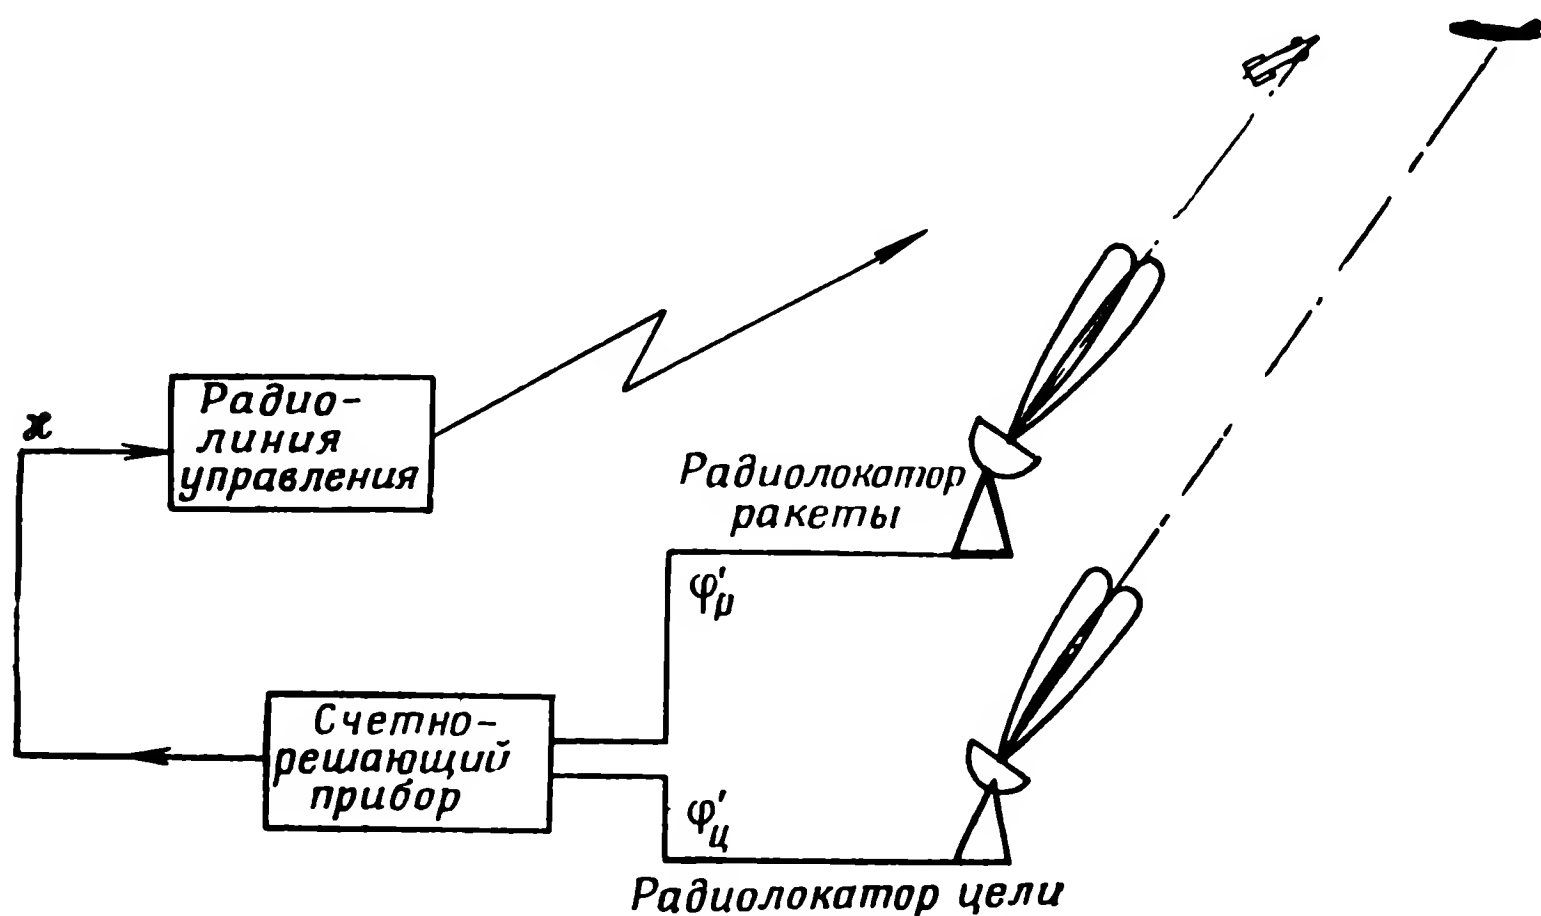 ϰ
Радио-
линия
управления
Радиолокатор
ракеты
φ'р
Счетно-
решающий
прибор
φ'ц
Радиолокатор цели